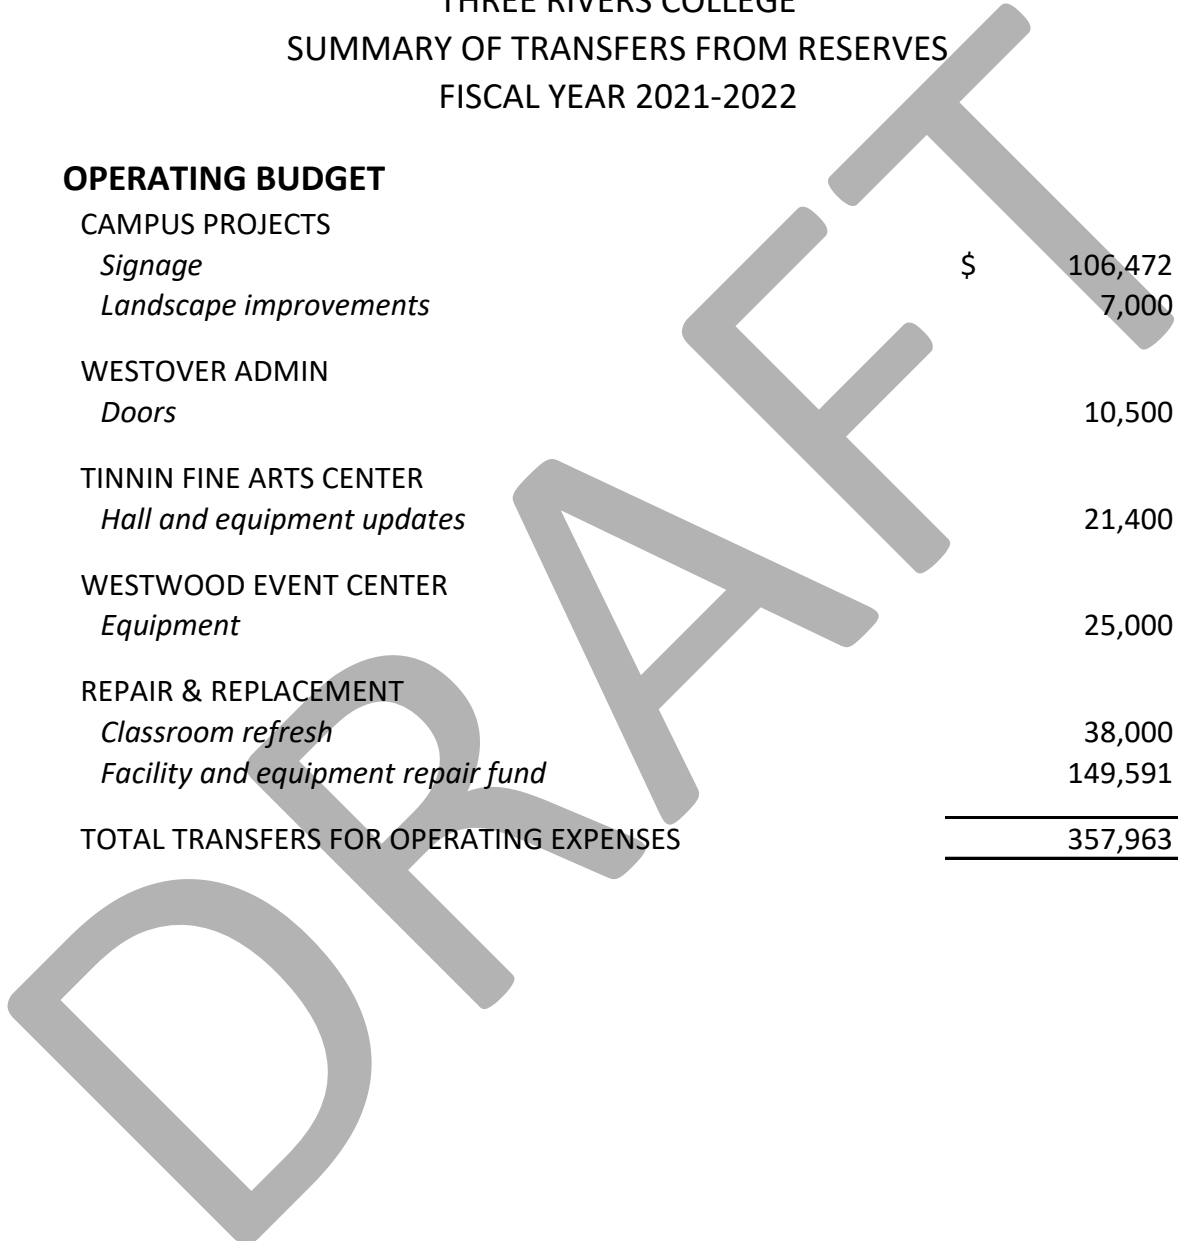 THREE RIVERS COLLEGE
SUMMARY OF TRANSFERS FROM RESERVES
FISCAL YEAR 2021-2022
OPERATING BUDGET
CAMPUS PROJECTS
Signage $ 106,472
Landscape improvements 7,000
WESTOVER ADMIN
Doors 10,500
TINNIN FINE ARTS CENTER
Hall and equipment updates 21,400
WESTWOOD EVENT CENTER
Equipment 25,000
REPAIR & REPLACEMENT
Classroom refresh 38,000
Facility and equipment repair fund 149,591
TOTAL TRANSFERS FOR OPERATING EXPENSES 357,963
DRAFT